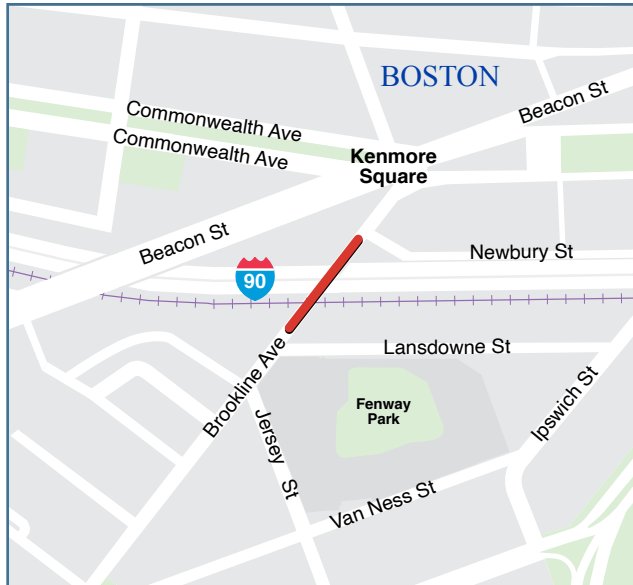 BOSTON
Beacon St
Commonwealth Ave
Commonwealth Ave
Kenmore
Square
Beacon St
Newbury St
90
Lansdowne St
Brookline Ave
Fenway
Park
Jersey St
Ipswich St
Van Ness St